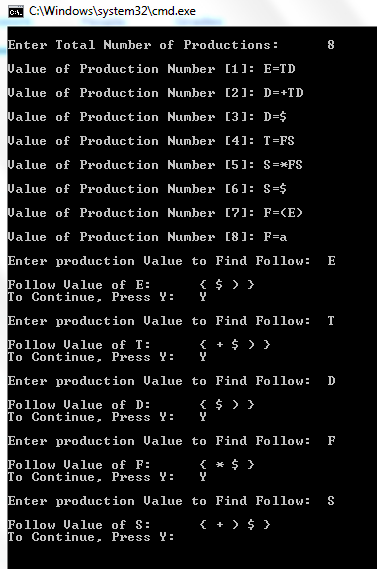 C:\Windows\system32\cmd.exe
Enter Total Number of Productions: 8
Value of Production Number [1]: E=TD
Value of Production Number [2]: D=+TD
Value of Production Number [3]: D=$
Value of Production Number [4]: T=FS
Value of Production Number [5]: S=*FS
Value of Production Number [6]: S=$
Value of Production Number [7]: F=(E)
Value of Production Number [8]: F=a
Enter production Value to Find Follow: E
Follow Value of E: { $ ) }
To Continue, Press Y: Y
Enter production Value to Find Follow: T
Follow Value of T: { + $ ) }
To Continue, Press Y: Y
Enter production Value to Find Follow: D
Follow Value of D: { $ ) }
To Continue, Press Y: Y
Enter production Value to Find Follow: F
Follow Value of F: { * $ }
To Continue, Press Y: Y
Enter production Value to Find Follow: S
Follow Value of S: { + ) $ }
To Continue, Press Y: